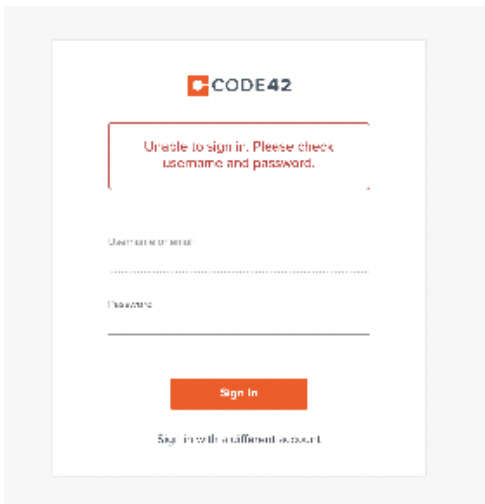 CODE42
Unable to sign in. Please check
username and password.
Username or email
Password
Sign In
Sign in with a different account